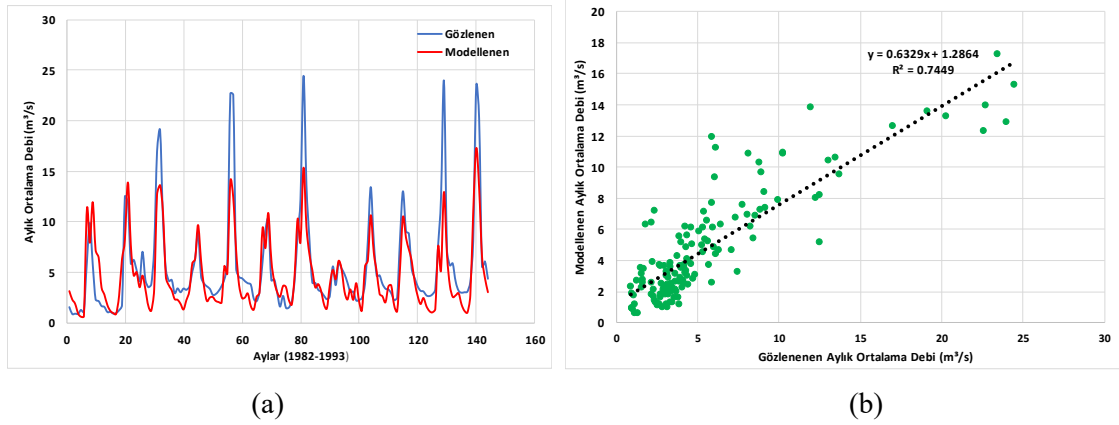 30
25
20
15
10
5
0
Aylık Ortalama Debi (m³/s)
Gözlenen
Modellenen
0 20 40 60 80 100 120 140 160
Aylar (1982-1993)
(a)
20
18
16
14
12
10
8
6
4
2
0
Modellenen Aylık Ortalama Debi (m³/s)
y = 0.6329x + 1.2864
R² = 0.7449
0 5 10 15 20 25 30
Gözlenenen Aylık Ortalama Debi (m³/s)
(b)